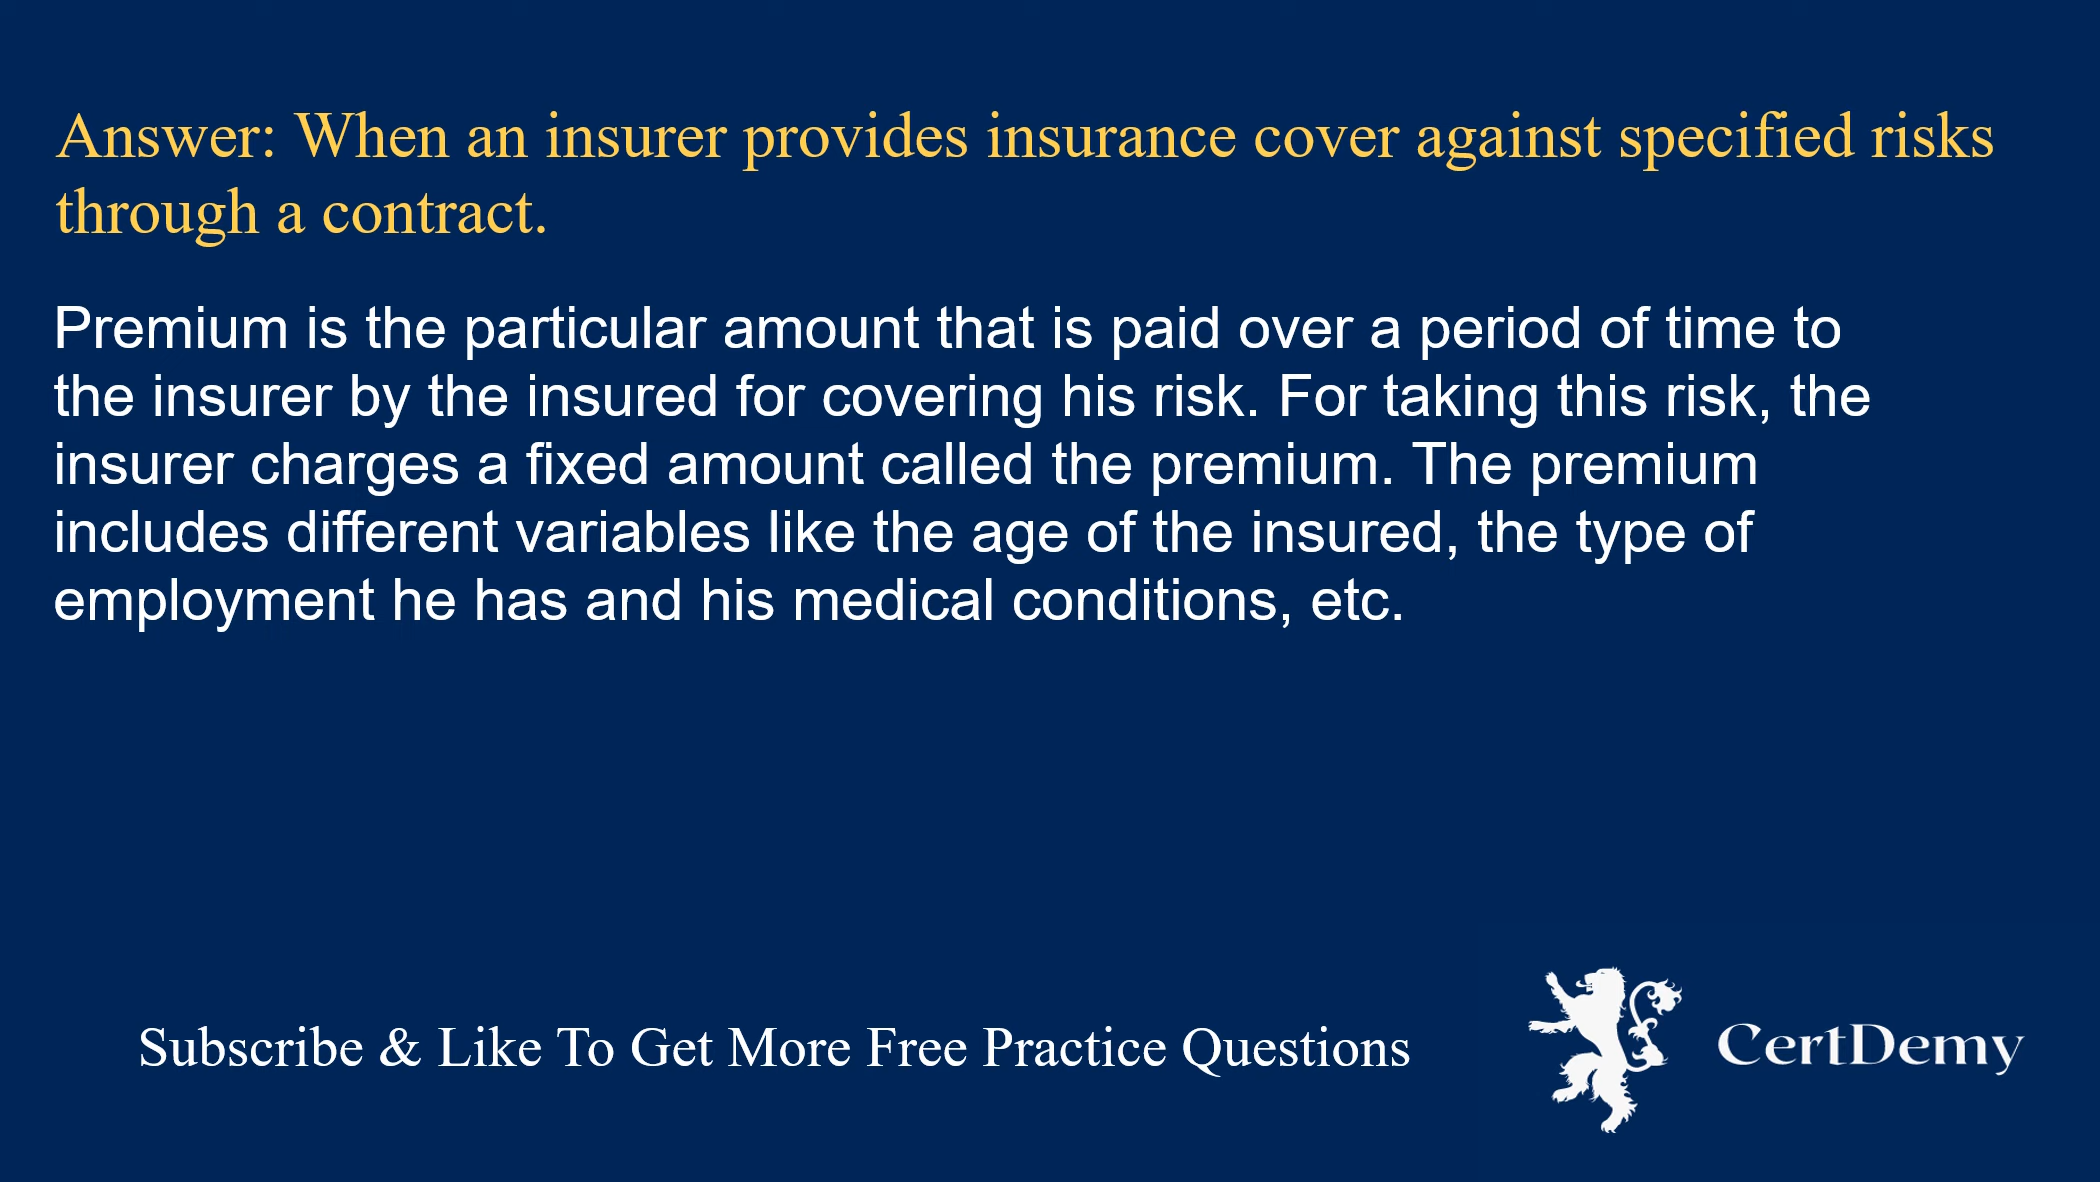 Answer: When an insurer provides insurance cover against specified risks
through a contract.
Premium is the particular amount that is paid over a period of time to
the insurer by the insured for covering his risk. For taking this risk, the
insurer charges a fixed amount called the premium. The premium
includes different variables like the age of the insured, the type of
employment he has and his medical conditions, etc.
Subscribe & Like To Get More Free Practice Questions
CertDemy